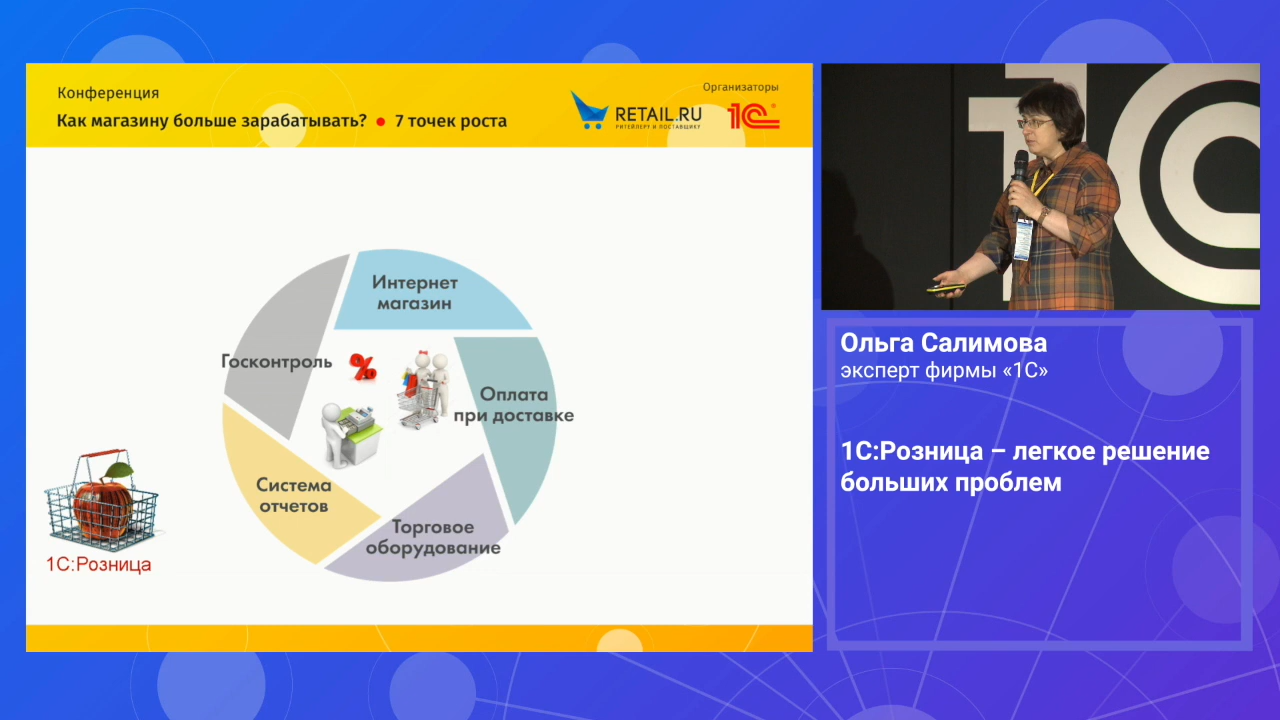 Конференция
Как магазину больше зарабатывать? • 7 точек роста
Организаторы
RETAIL.RU
РИТЕЙЛЕРУ И ПОСТАВЩИКУ
1С
Интернет
магазин
Госконтроль
%
Оплата
при доставке
Система
отчетов
Торговое
оборудование
1С:Розница
1С
Ольга Салимова
эксперт фирмы «1С»
1С:Розница – легкое решение
больших проблем